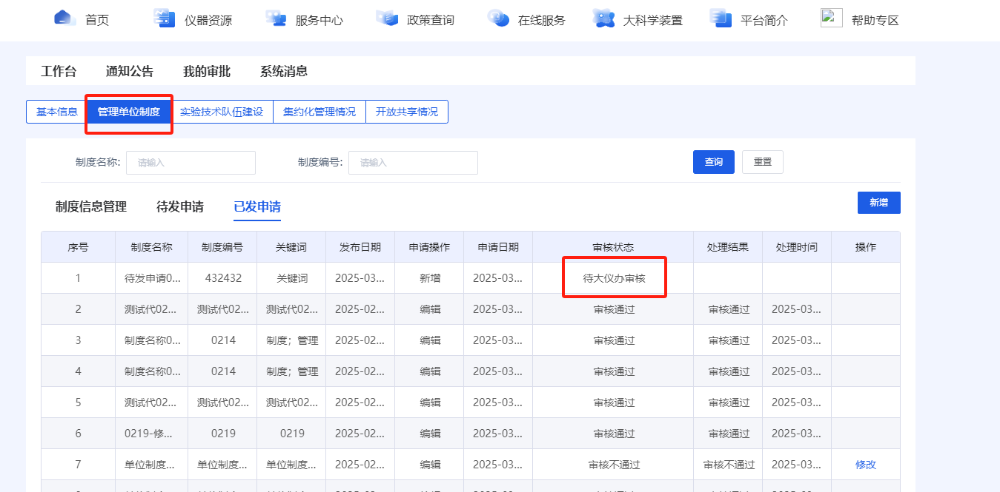 首页 仪器资源 服务中心 政策查询 在线服务 大科学装置 平台简介 帮助专区
工作台 通知公告 我的审批 系统消息
基本信息 管理单位制度 实验技术队伍建设 集约化管理情况 开放共享情况
制度名称: 请输入 制度编号: 请输入 查询 重置
制度信息管理 待发申请 已发申请 新增
序号 制度名称 制度编号 关键词 发布日期 申请操作 申请日期 审核状态 处理结果 处理时间 操作
1 待发申请0... 432432 关键词 2025-03... 新增 2025-03... 待大仪办审核
2 测试代02... 测试代02... 测试代02... 2025-02... 编辑 2025-03... 审核通过 审核通过 2025-03...
3 制度名称0... 0214 制度；管理 2025-02... 编辑 2025-03... 审核通过 审核通过 2025-03...
4 制度名称0... 0214 制度；管理 2025-02... 编辑 2025-03... 审核通过 审核通过 2025-03...
5 测试代02... 测试代02... 测试代02... 2025-02... 编辑 2025-03... 审核通过 审核通过 2025-03...
6 0219-修... 0219 0219 2025-02... 编辑 2025-03... 审核通过 审核通过 2025-03...
7 单位制度... 单位制度... 单位制度... 2025-02... 编辑 2025-03... 审核不通过 审核不通过 2025-03... 修改